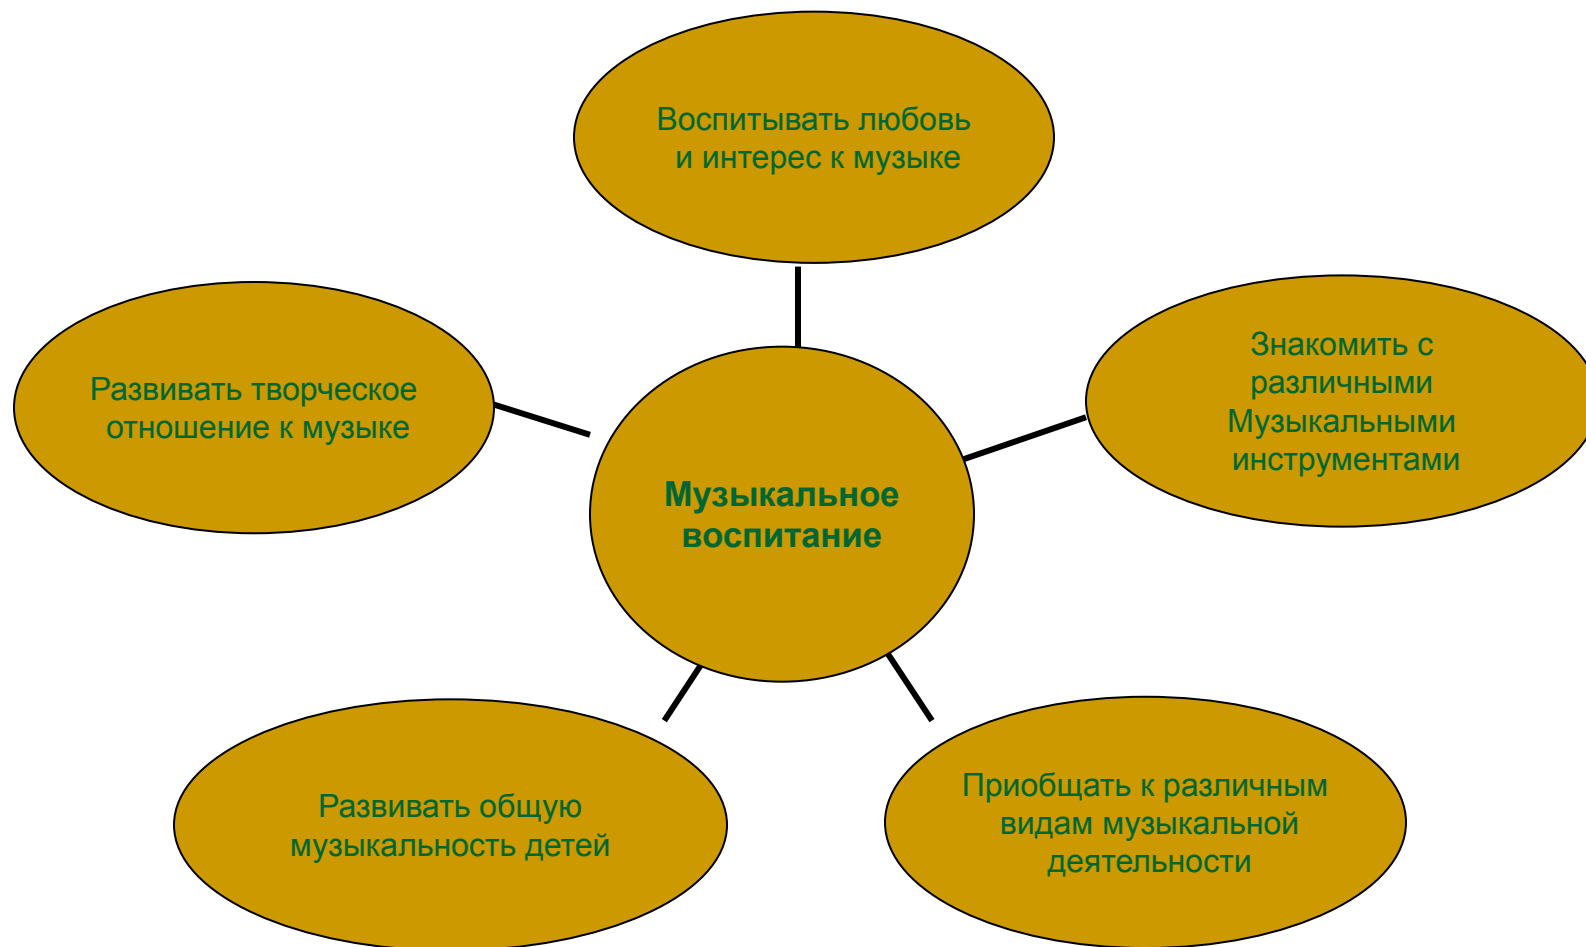 Воспитывать любовь
и интерес к музыке
Развивать творческое
отношение к музыке
Знакомить с
различными
Музыкальными
инструментами
Музыкальное
воспитание
Развивать общую
музыкальность детей
Приобщать к различным
видам музыкальной
деятельности